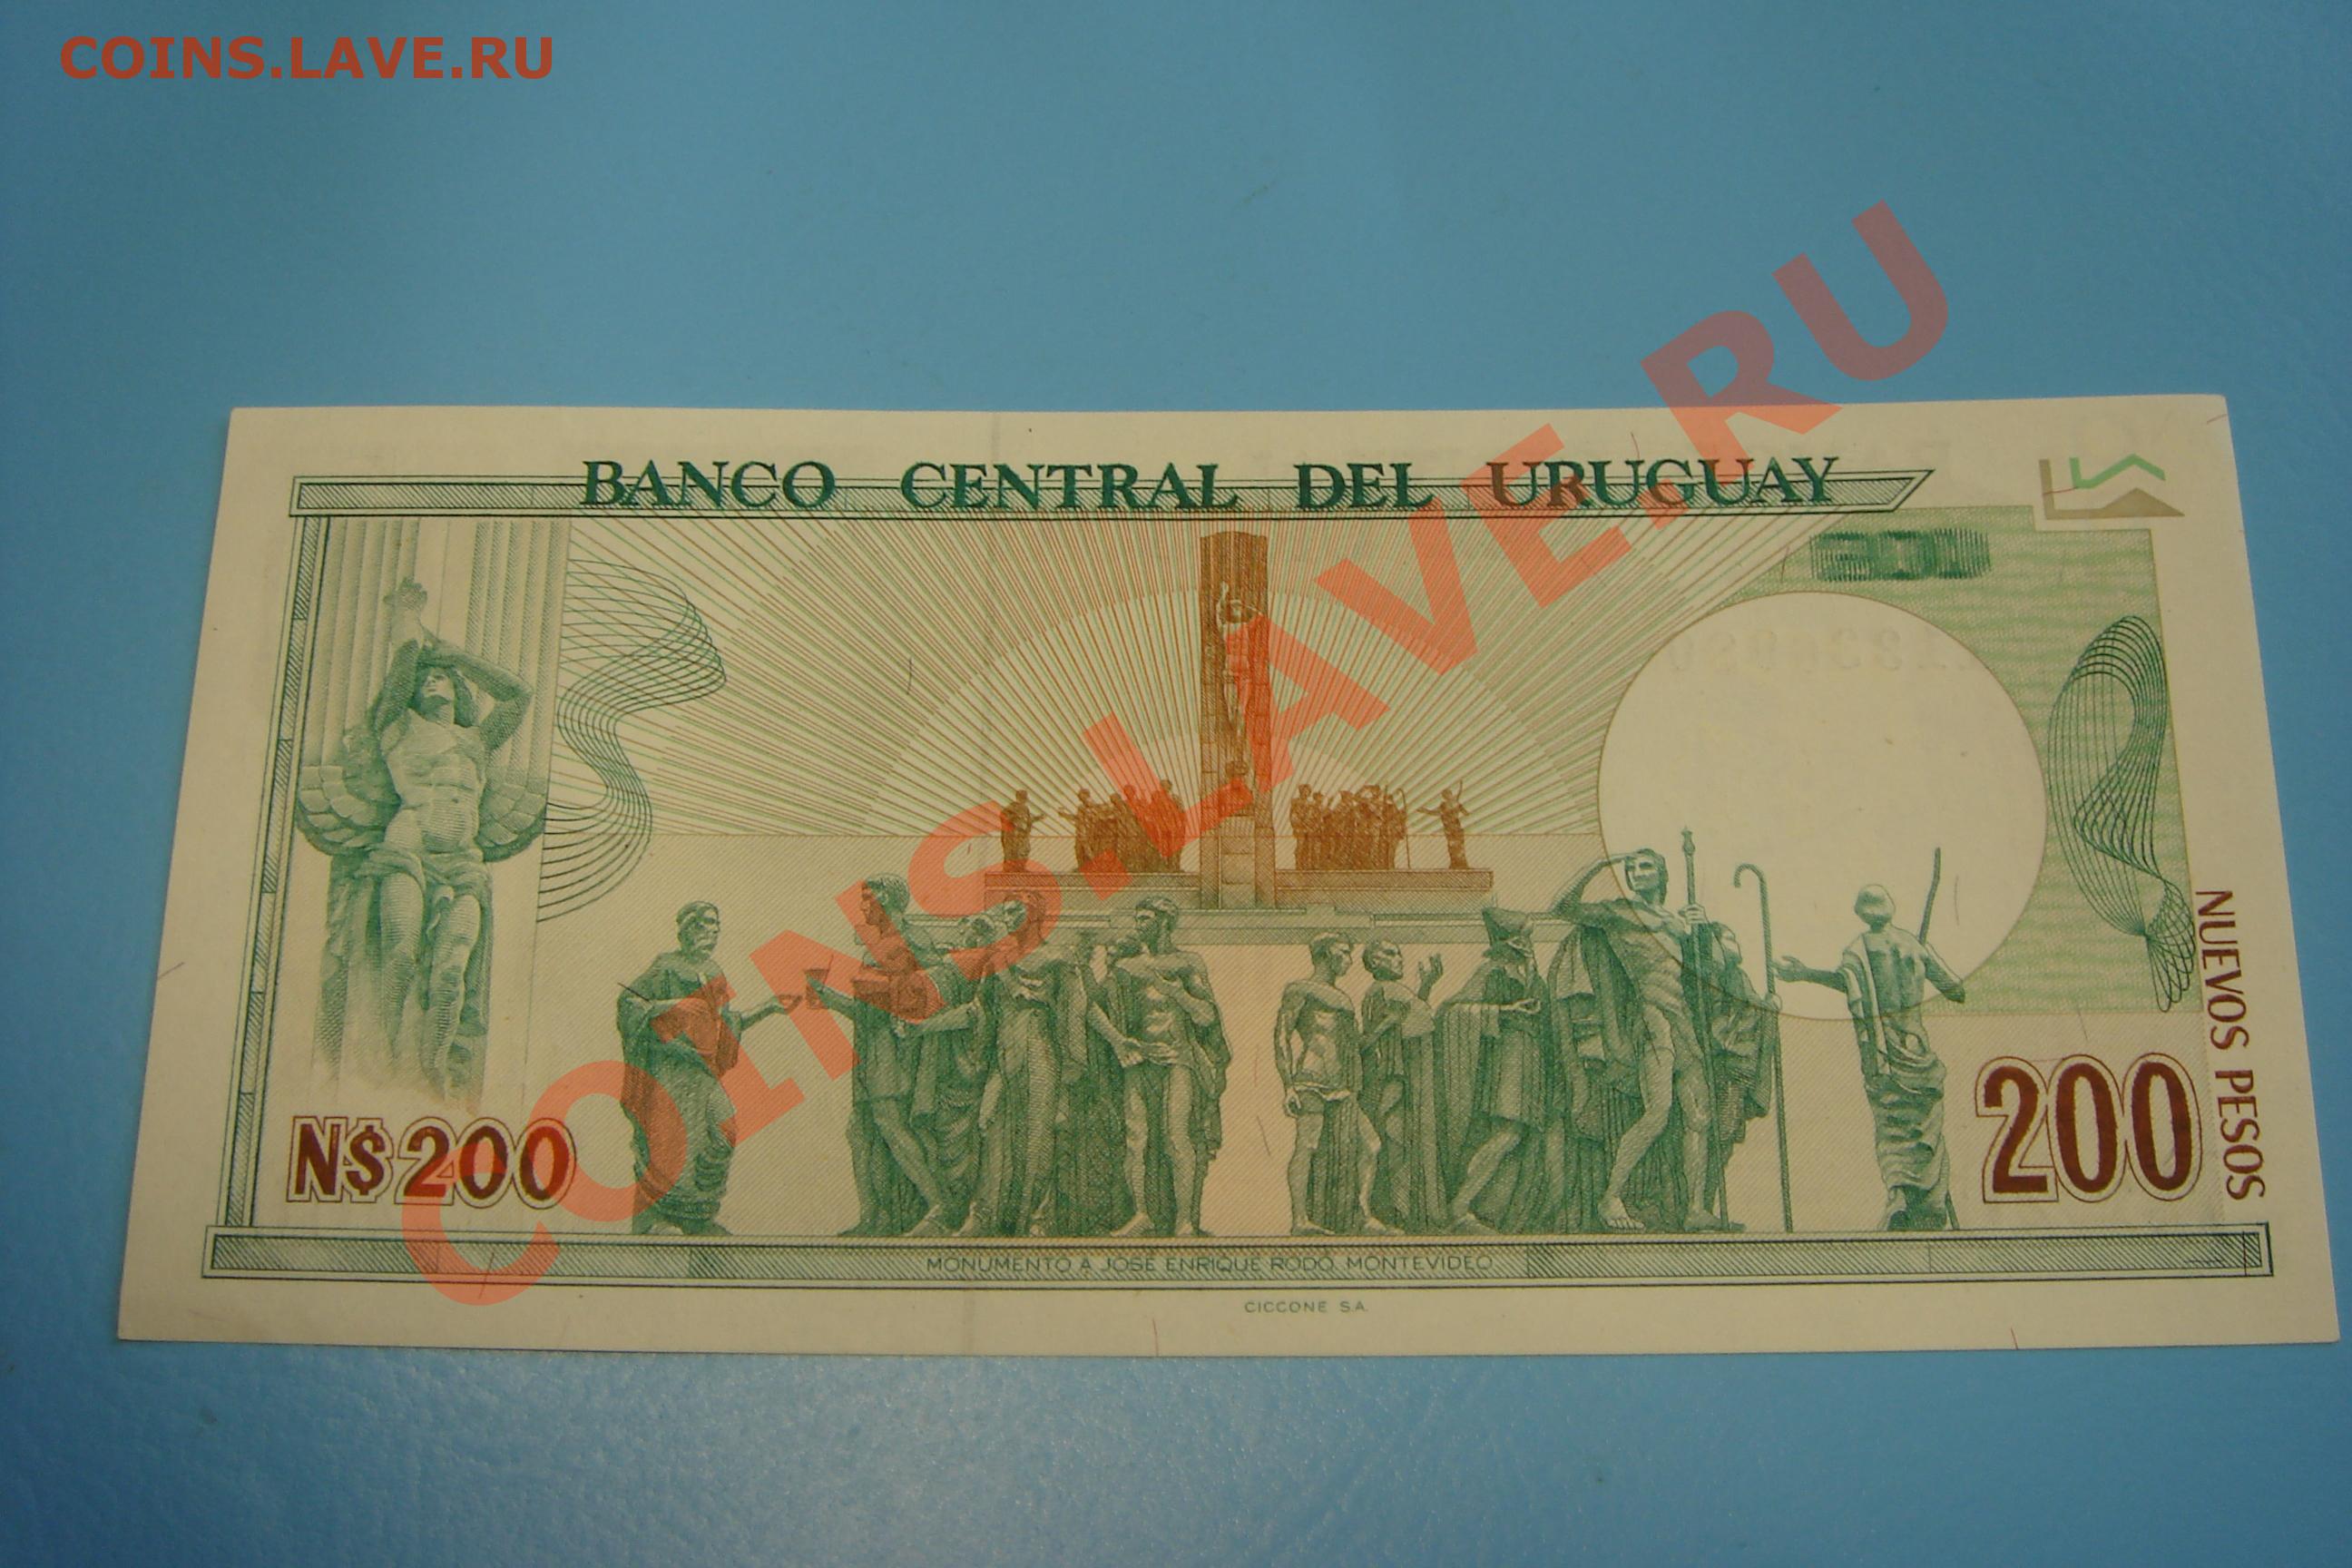 COINS.LAVE.RU
BANCO CENTRAL DEL URUGUAY
COINS.LAVE.RU
NUEVOS PESOS
N$ 200
200
MONUMENTO A JOSE ENRIQUE RODO. MONTEVIDEO
CICCONE S.A.